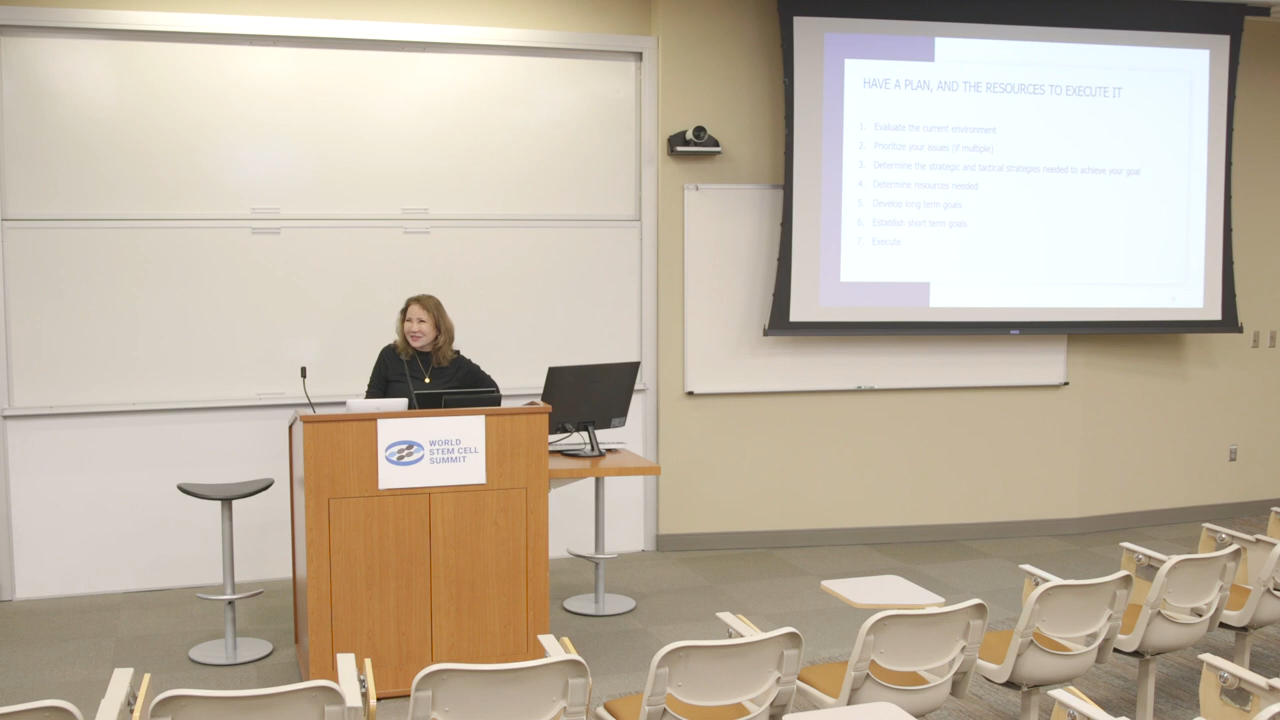 HAVE A PLAN, AND THE RESOURCES TO EXECUTE IT
1. Evaluate the current environment
2. Prioritize your issues (if multiple)
3. Determine the strategic and tactical strategies needed to achieve your goal
4. Determine resources needed
5. Develop long term goals
6. Establish short term goals
7. Execute
WORLD
STEM CELL
SUMMIT